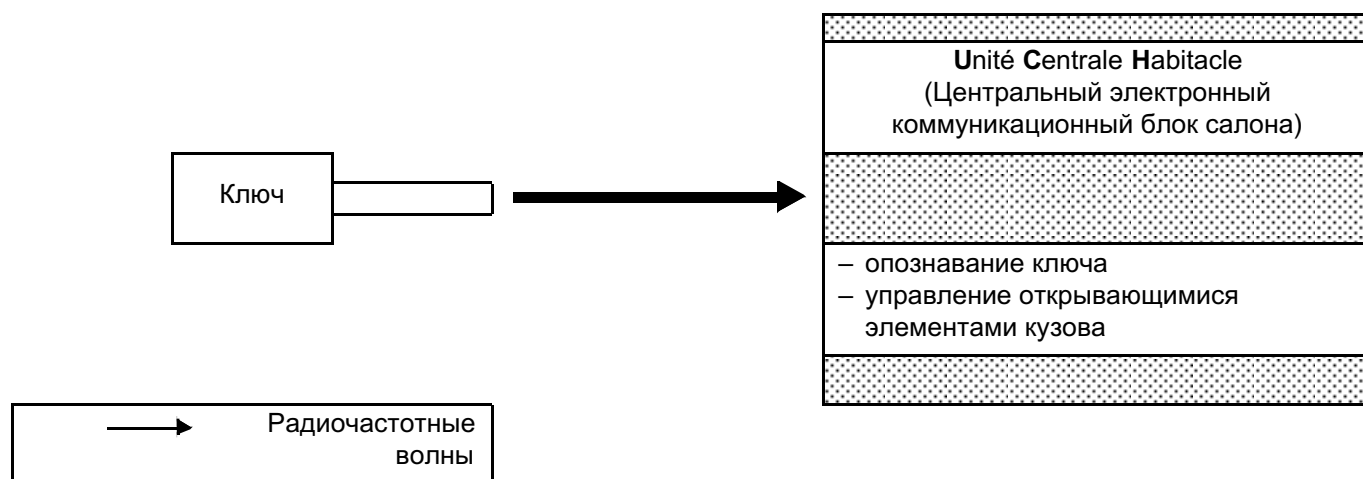 Unité Centrale Habitacle
(Центральный электронный
коммуникационный блок салона)
Ключ
– опознавание ключа
– управление открывающимися
элементами кузова
Радиочастотные
волны